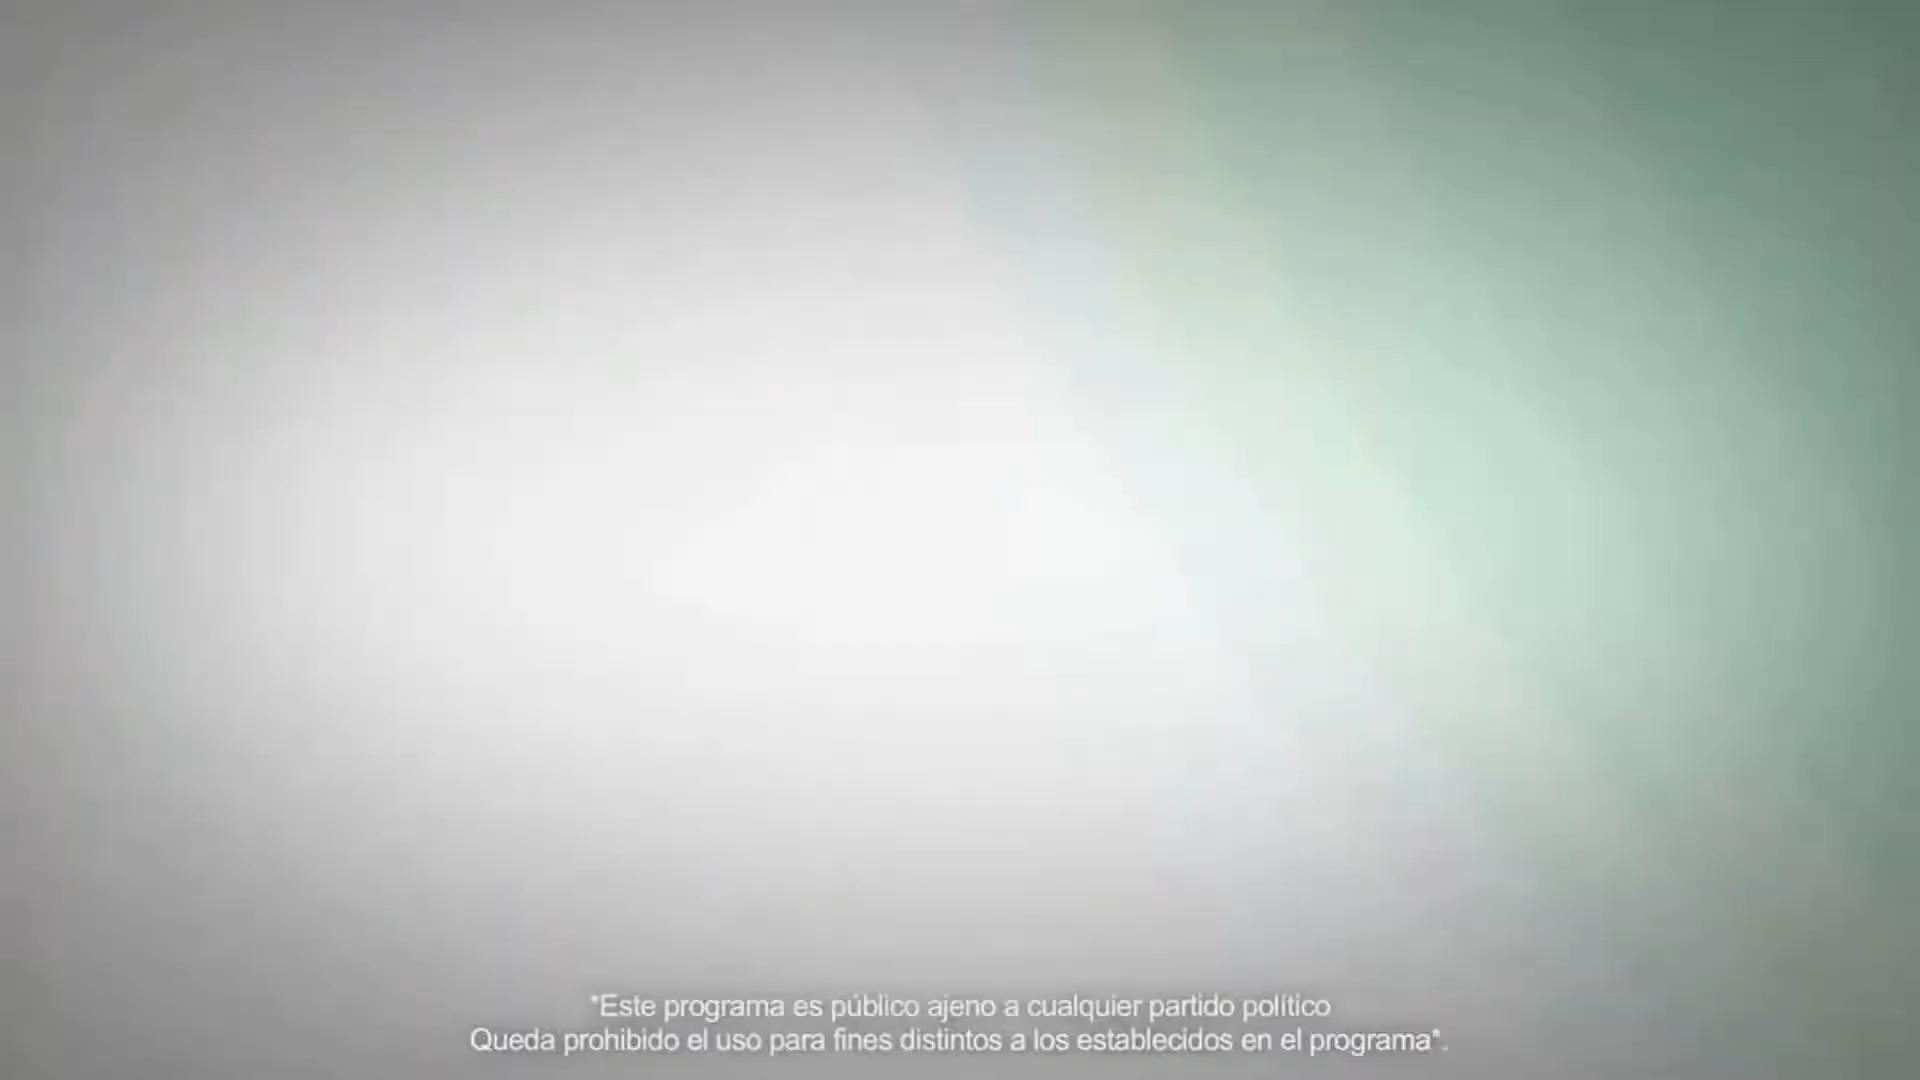 *Este programa es público ajeno a cualquier partido político
Queda prohibido el uso para fines distintos a los establecidos en el programa*.